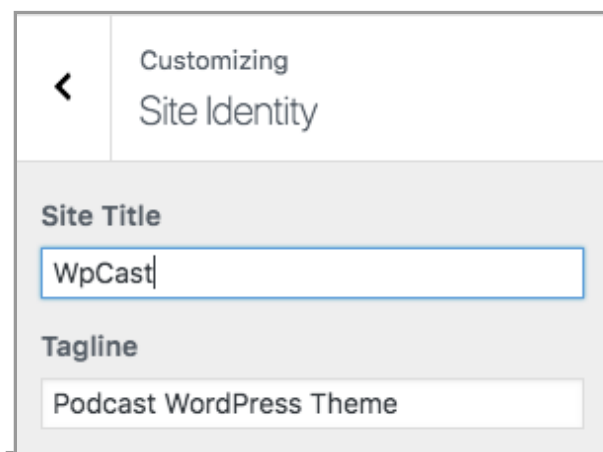 Customizing
Site Identity
Site Title
WpCast
Tagline
Podcast WordPress Theme